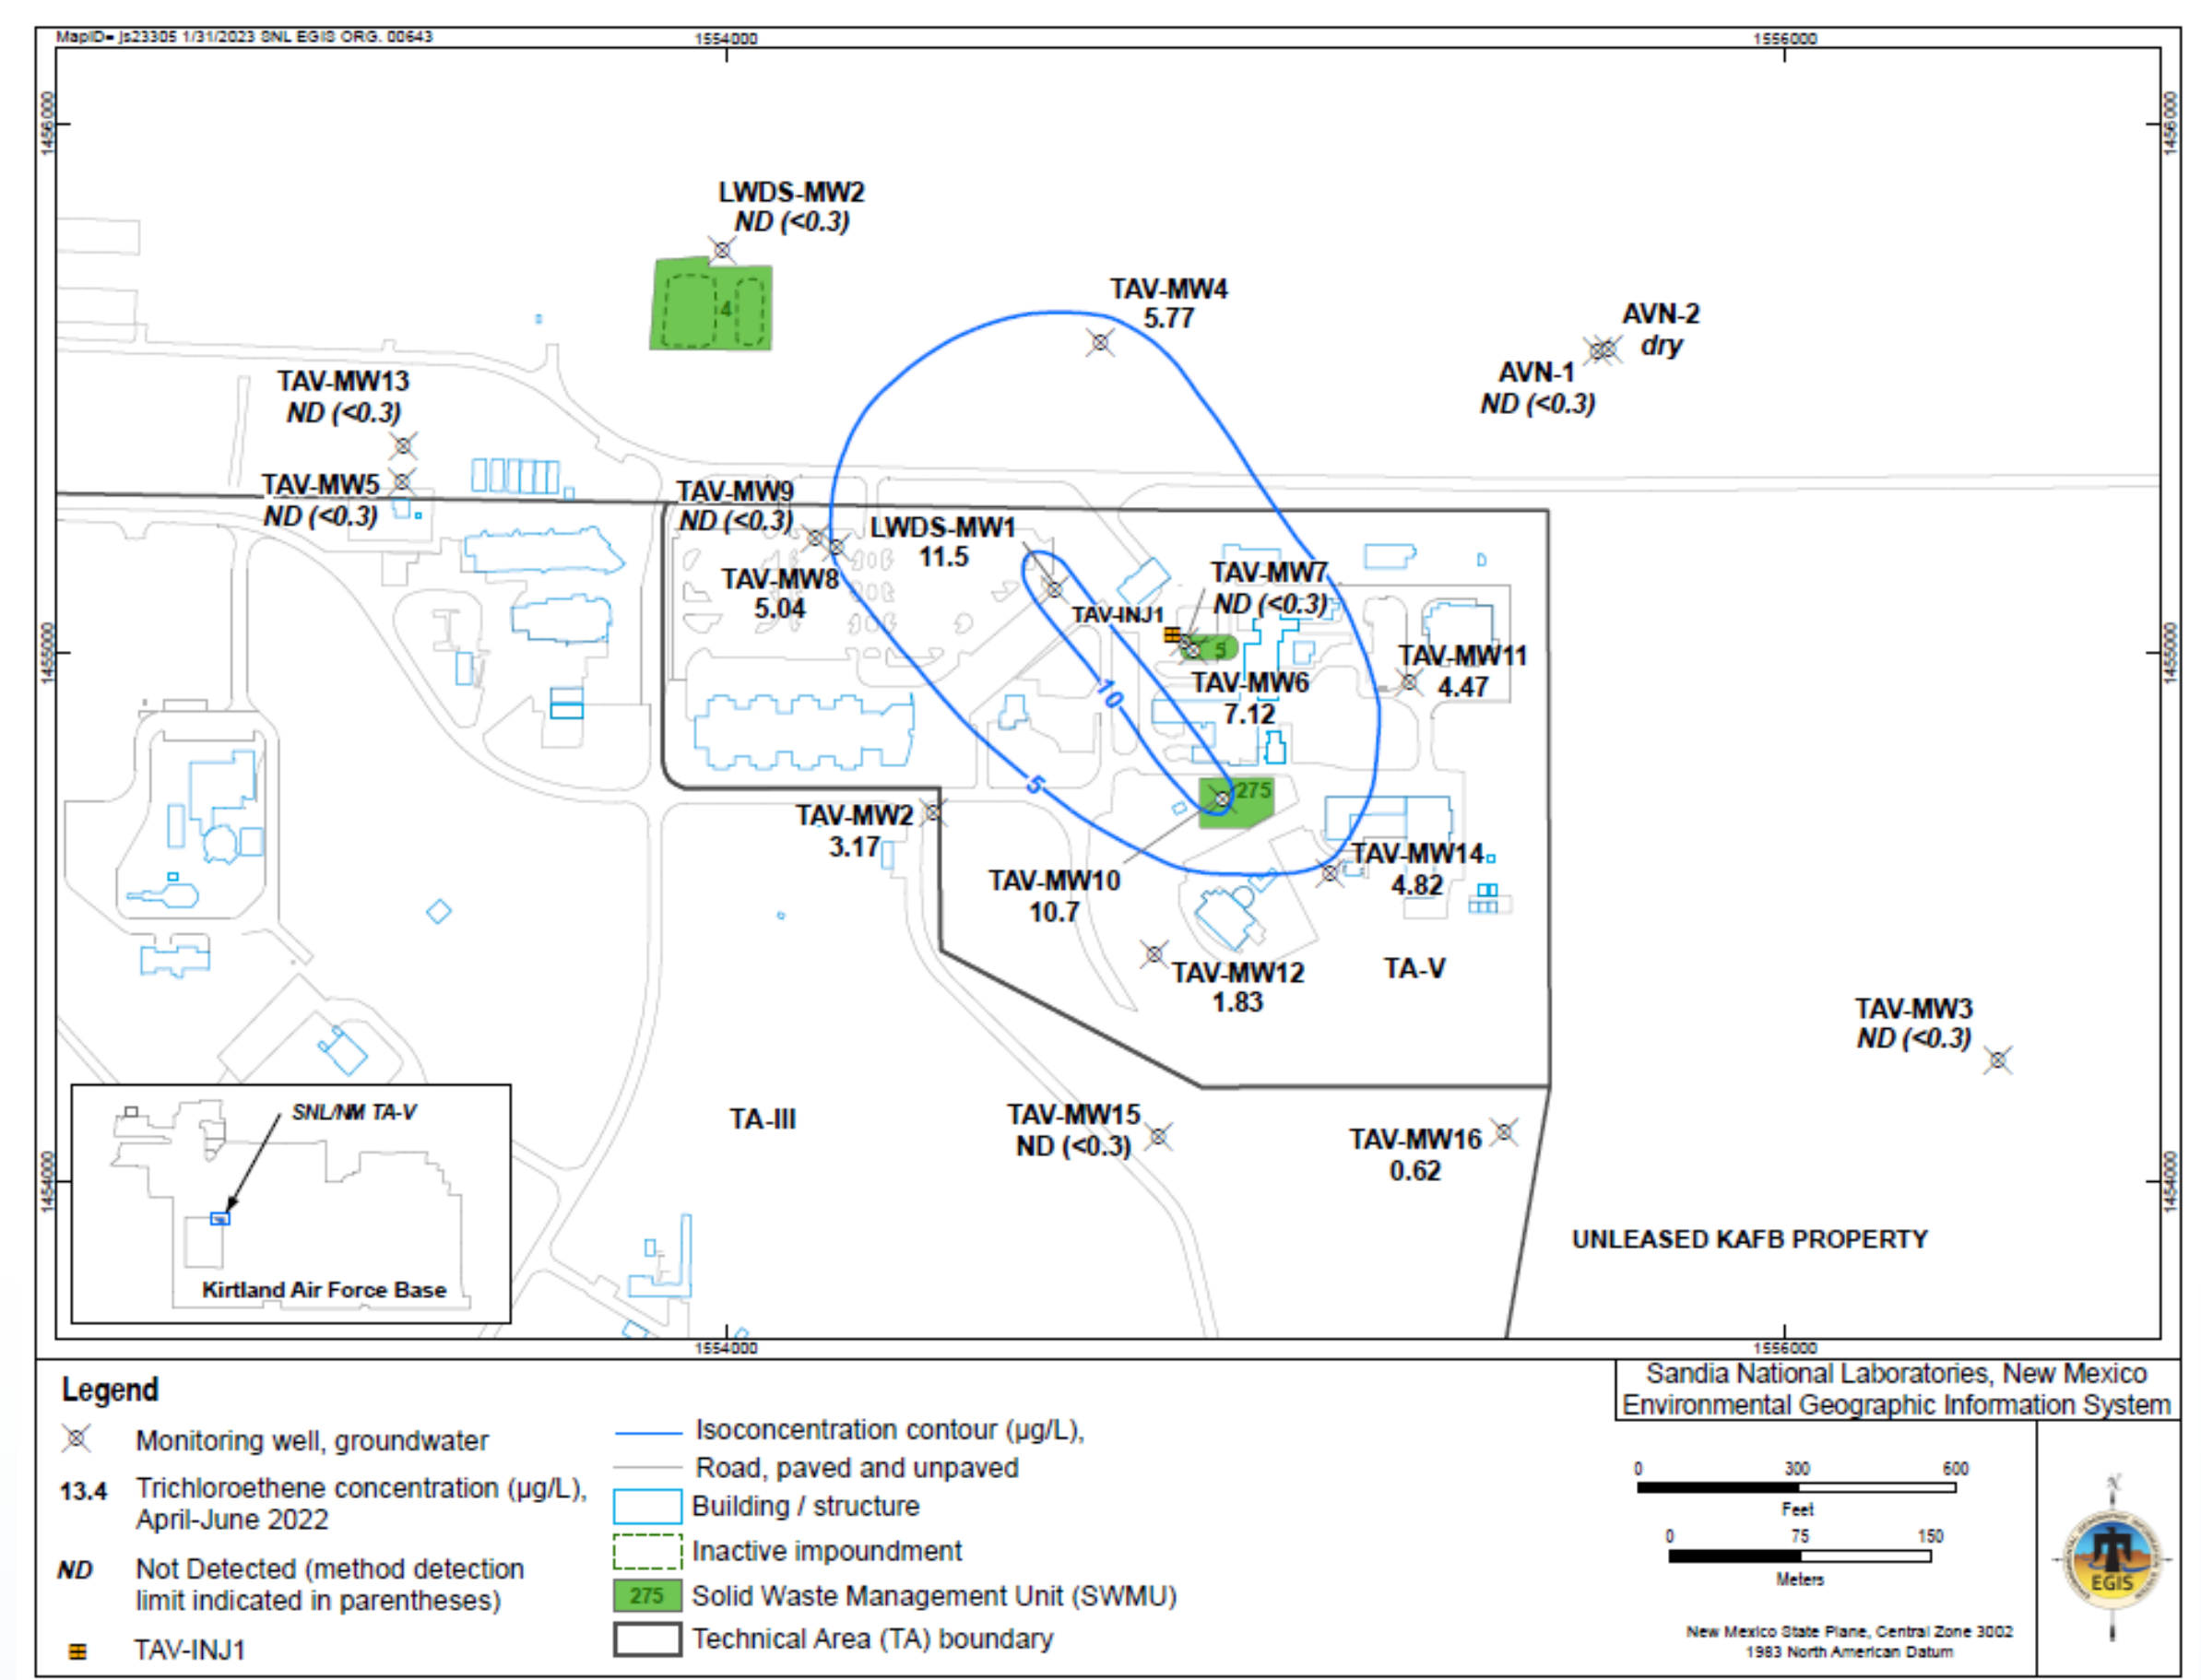 MapID= js23305 1/31/2023 SNL EGIS ORG. 00643
1554000
1556000
1456000
1456000
LWDS-MW2
ND (<0.3)
4
TAV-MW4
5.77
AVN-2
dry
AVN-1
ND (<0.3)
TAV-MW13
ND (<0.3)
TAV-MW5
ND (<0.3)
TAV-MW9
ND (<0.3)
LWDS-MW1
11.5
TAV-MW8
5.04
TAV-MW7
ND (<0.3)
TAV-INJ1
5
1455000
1455000
TAV-MW11
4.47
TAV-MW6
7.12
10
5
275
TAV-MW2
3.17
TAV-MW14
4.82
TAV-MW10
10.7
TAV-MW12
1.83
TA-V
TAV-MW3
ND (<0.3)
SNL/NM TA-V
Kirtland Air Force Base
TA-III
TAV-MW15
ND (<0.3)
TAV-MW16
0.62
1454000
1454000
UNLEASED KAFB PROPERTY
1554000
1556000
Legend
Monitoring well, groundwater
13.4 Trichloroethene concentration (µg/L),
April-June 2022
ND Not Detected (method detection
limit indicated in parentheses)
TAV-INJ1
Isoconcentration contour (µg/L),
Road, paved and unpaved
Building / structure
Inactive impoundment
275 Solid Waste Management Unit (SWMU)
Technical Area (TA) boundary
Sandia National Laboratories, New Mexico
Environmental Geographic Information System
0 300 600
Feet
0 75 150
Meters
New Mexico State Plane, Central Zone 3002
1983 North American Datum
N
EGIS